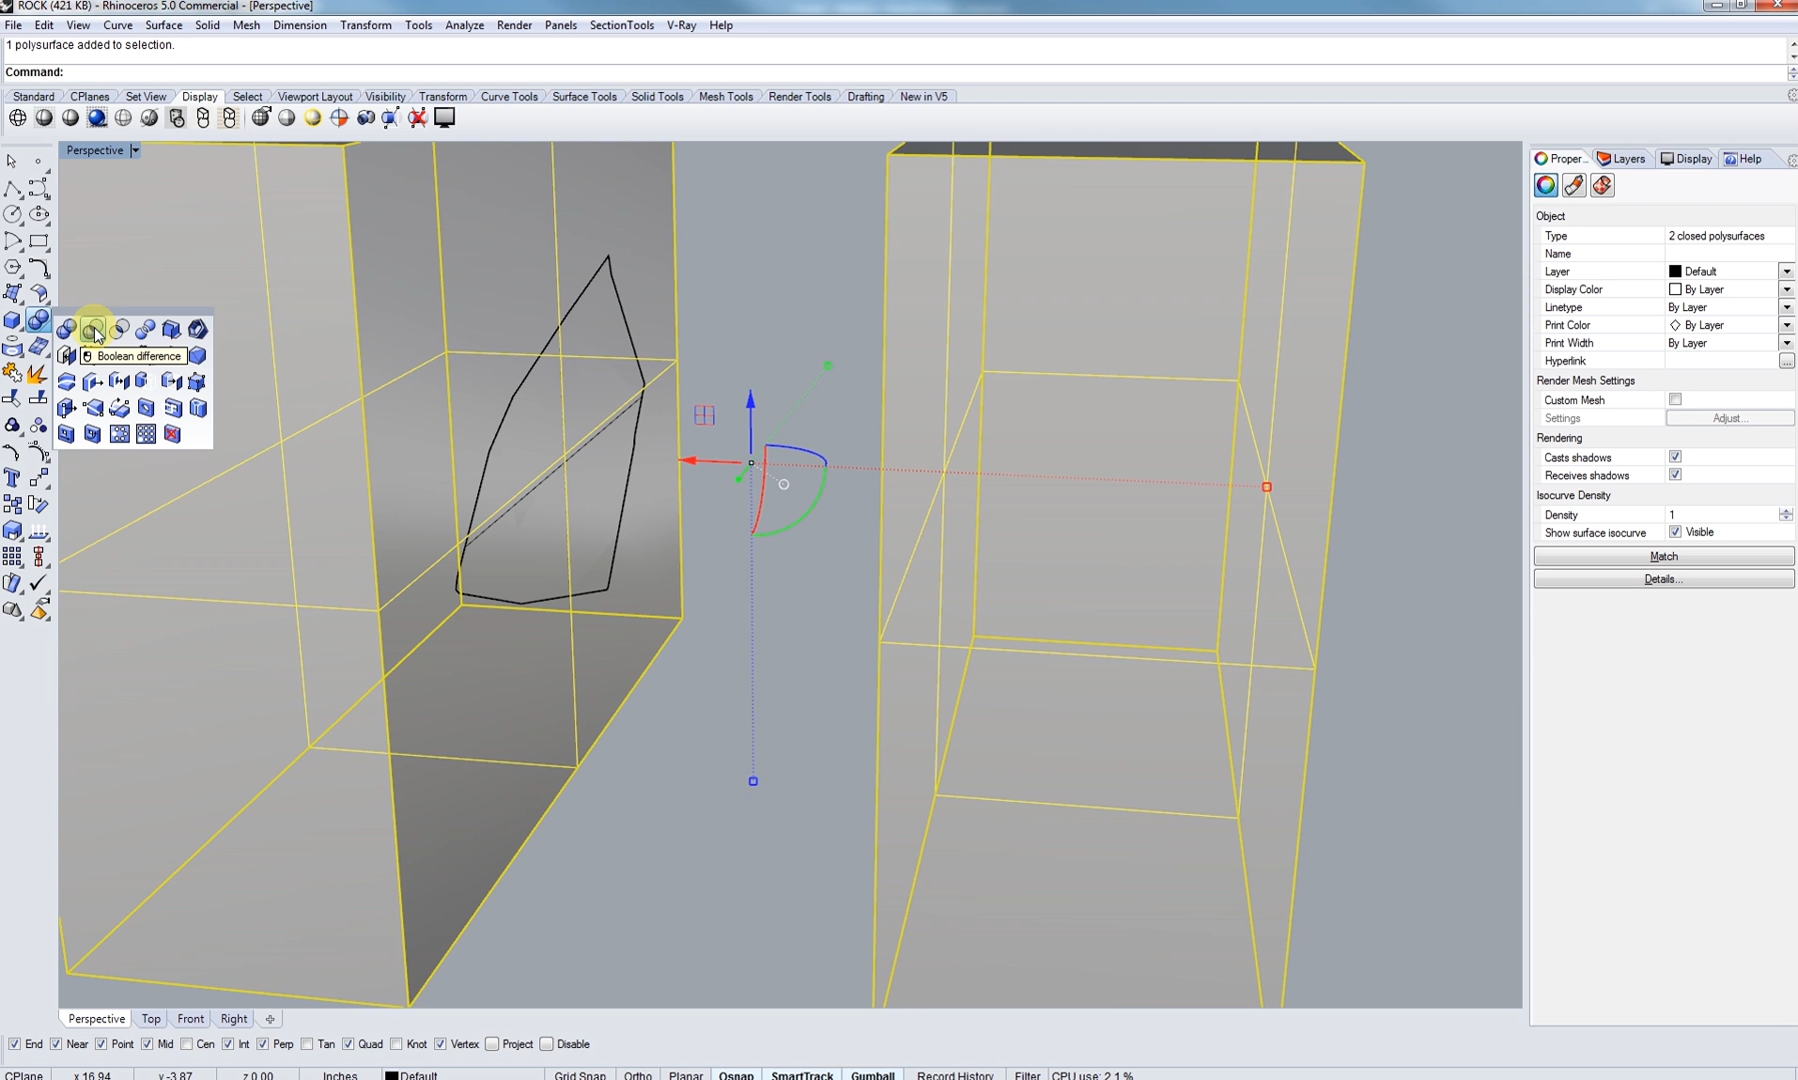 ROCK (421 KB) - Rhinoceros 5.0 Commercial - [Perspective]
File Edit View Curve Surface Solid Mesh Dimension Transform Tools Analyze Render Panels SectionTools V-Ray Help
1 polysurface added to selection.
Command:
Standard CPlanes Set View Display Select Viewport Layout Visibility Transform Curve Tools Surface Tools Solid Tools Mesh Tools Render Tools Drafting New in V5
Perspective
Proper... Layers Display Help
Object
Type 2 closed polysurfaces
Name
Layer Default
Display Color By Layer
Linetype By Layer
Print Color By Layer
Print Width By Layer
Hyperlink ...
Render Mesh Settings
Custom Mesh
Settings Adjust...
Rendering
Casts shadows
Receives shadows
Isocurve Density
Density 1
Show surface isocurve Visible
Match
Details...
Boolean difference
Perspective Top Front Right
End Near Point Mid Cen Int Perp Tan Quad Knot Vertex Project Disable
CPlane x 16.94 y -3.87 z 0.00 Inches Default Grid Snap Ortho Planar Osnap SmartTrack Gumball Record History Filter CPU use: 2.1 %